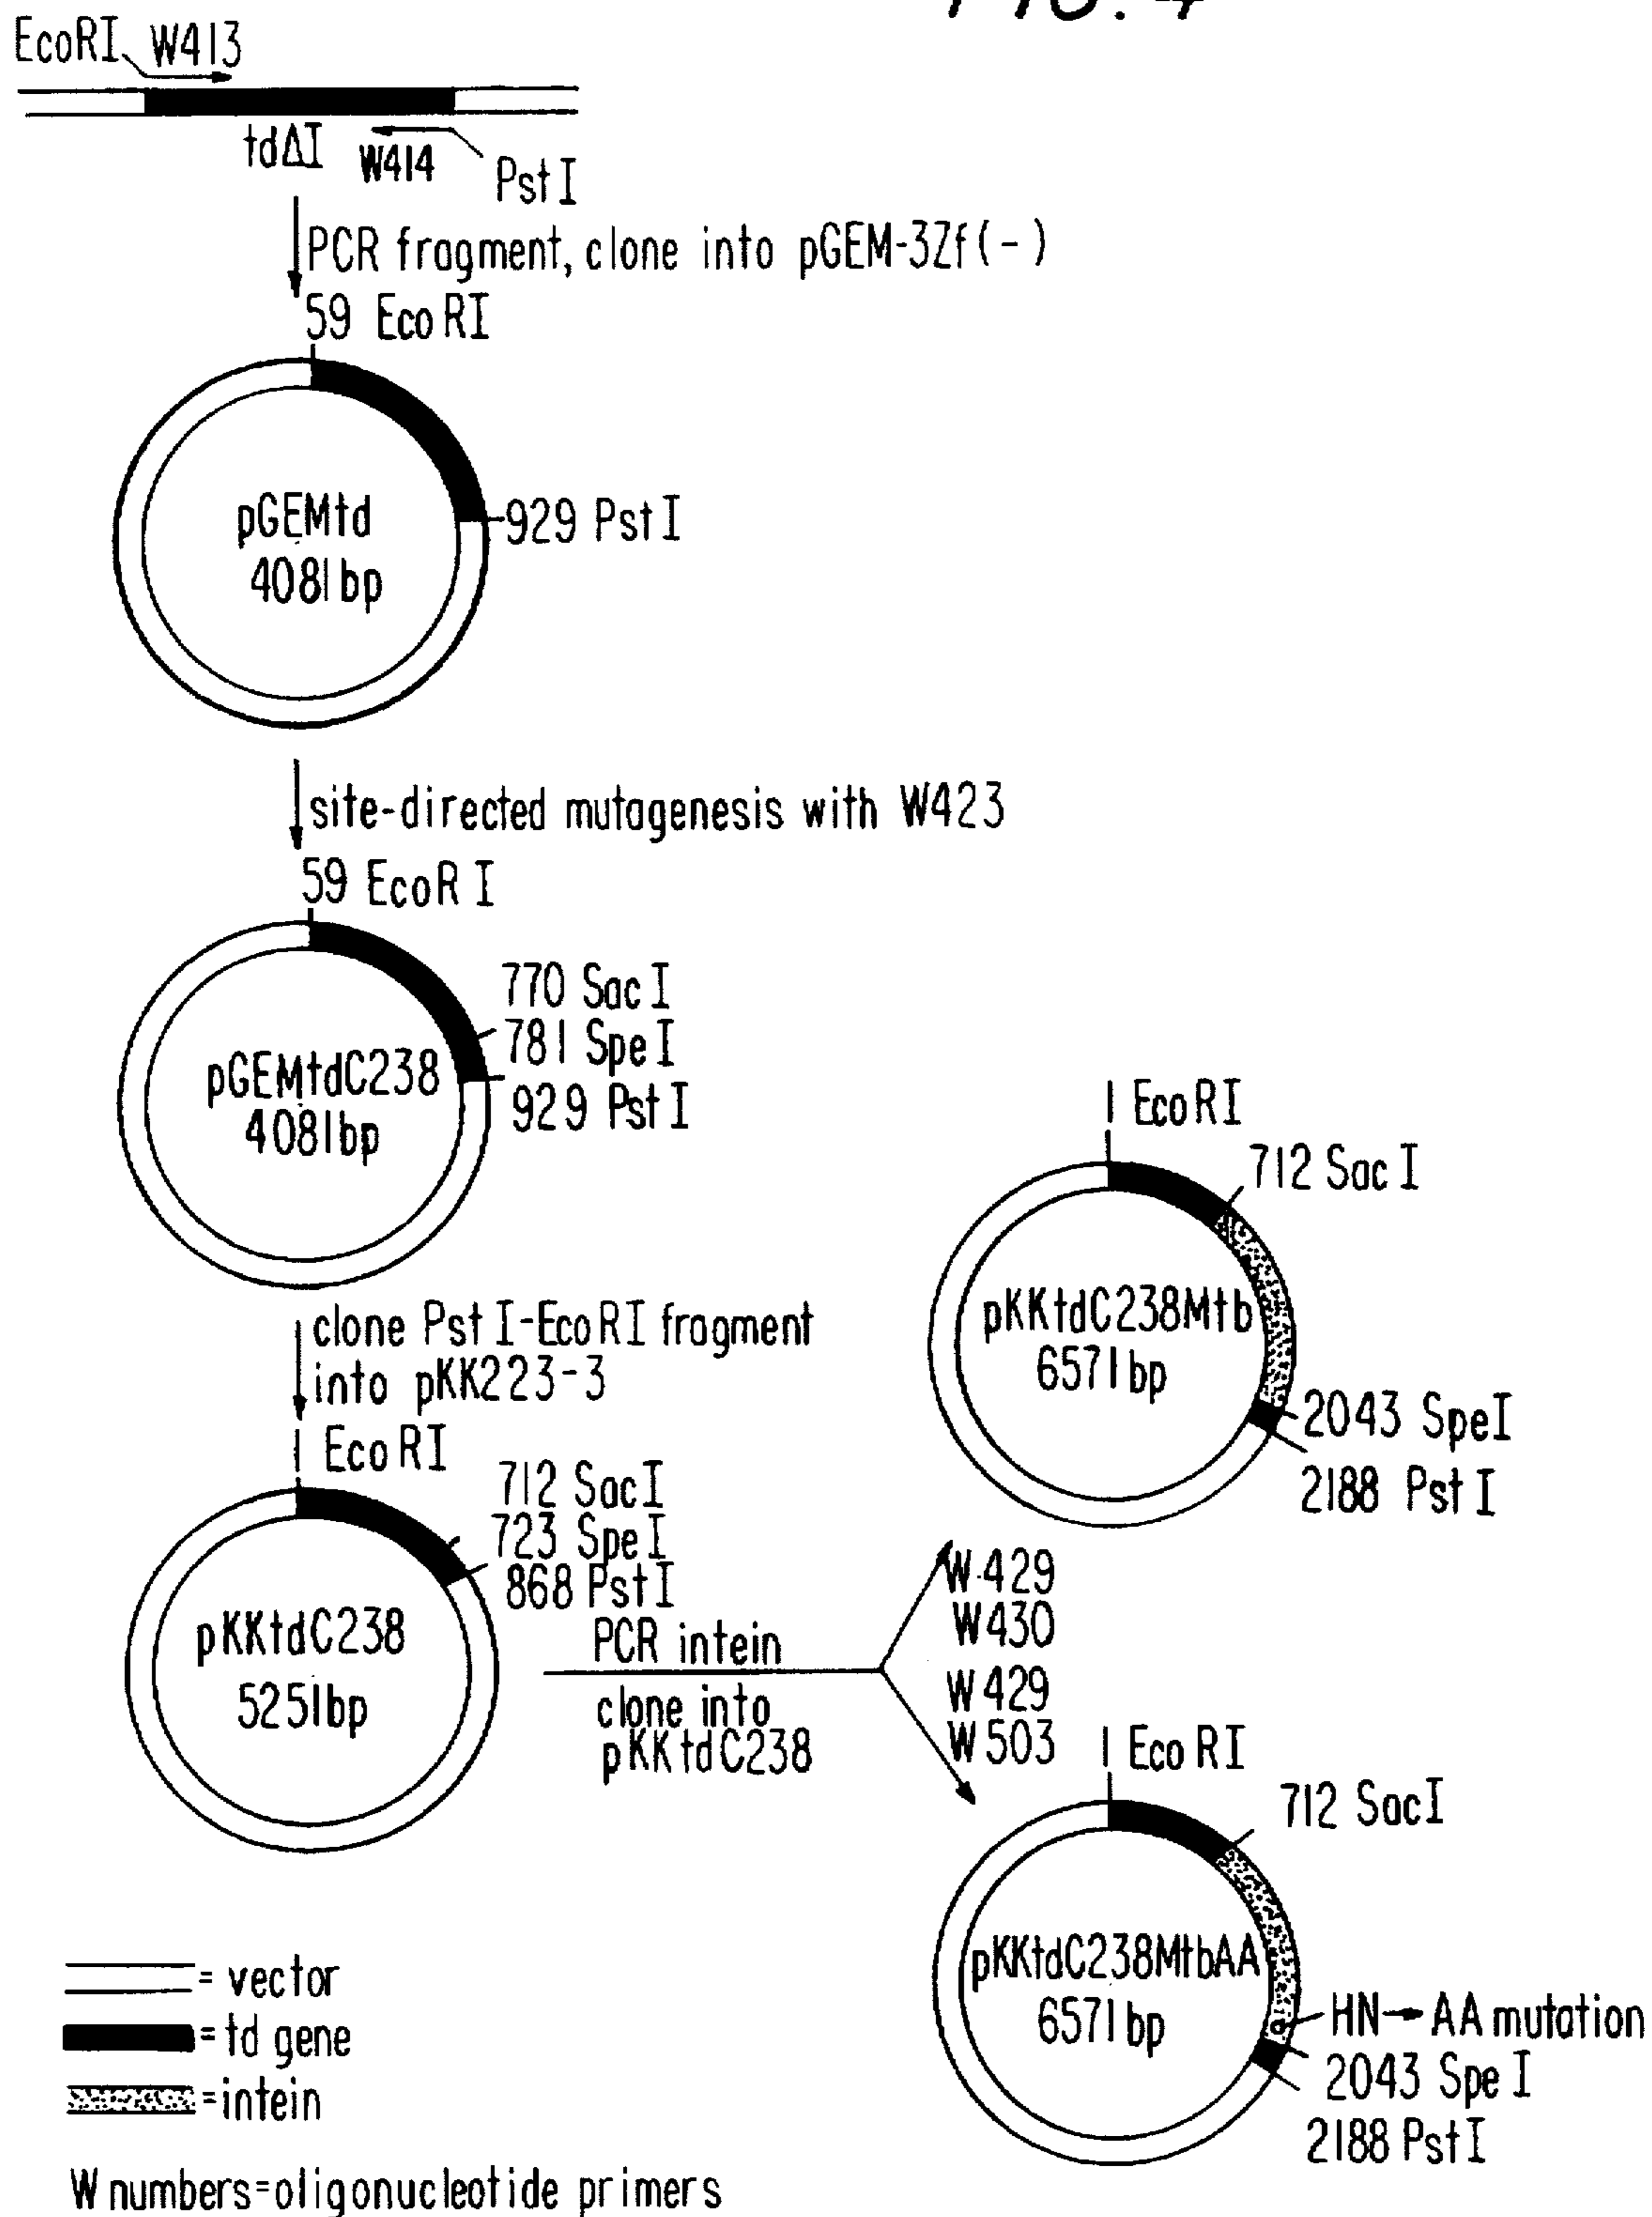 FIG. 4
EcoRI W413
tdΔI W414 PstI
PCR fragment, clone into pGEM-3Zf(-)
59 EcoRI
pGEMtd
4081bp
929 PstI
site-directed mutagenesis with W423
59 EcoRI
770 SacI
781 SpeI
929 PstI
pGEMtdC238
4081bp
clone PstI-EcoRI fragment
into pKK223-3
1 EcoRI
712 SacI
723 SpeI
868 PstI
pKKtdC238
5251bp
PCR intein
clone into
pKKtdC238
W429
W430
W429
W503
1 EcoRI
712 SacI
pKKtdC238Mtb
6571bp
2043 SpeI
2188 PstI
1 EcoRI
712 SacI
pKKtdC238MtbAA
6571bp
HN→AA mutation
2043 SpeI
2188 PstI
= vector
= td gene
= intein
W numbers=oligonucleotide primers